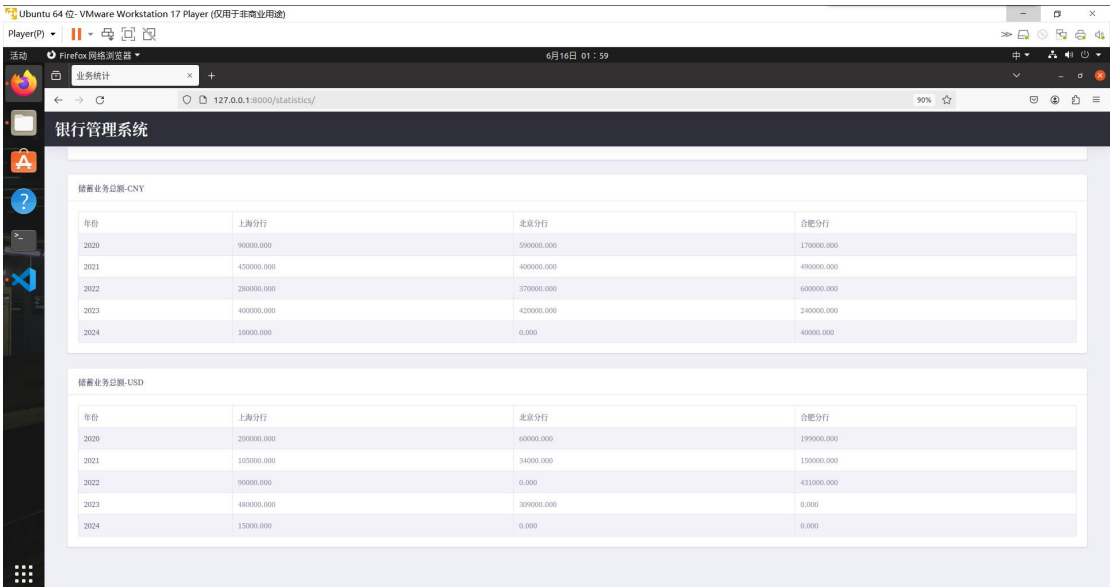 Ubuntu 64 位- VMware Workstation 17 Player (仅用于非商业用途)
Player(P)
活动 Firefox 网络浏览器 6月16日 01：59 中
业务统计
127.0.0.1:8000/statistics/ 90%
银行管理系统
储蓄业务总额-CNY
年份 上海分行 北京分行 合肥分行
2020 90000.000 590000.000 170000.000
2021 450000.000 400000.000 490000.000
2022 280000.000 370000.000 600000.000
2023 400000.000 420000.000 240000.000
2024 10000.000 0.000 40000.000
储蓄业务总额-USD
年份 上海分行 北京分行 合肥分行
2020 200000.000 60000.000 199000.000
2021 105000.000 34000.000 150000.000
2022 90000.000 0.000 431000.000
2023 480000.000 309000.000 0.000
2024 15000.000 0.000 0.000